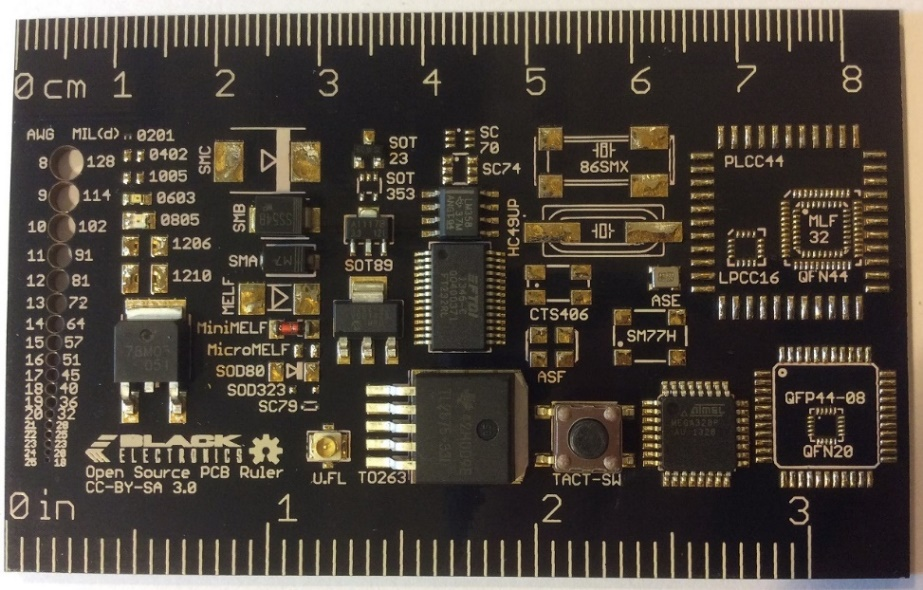 0 cm 1 2 3 4 5 6 7 8
AWG MIL(d)
8 128
9 114
10 102
11 91
12 81
13 72
14 64
15 57
16 51
17 45
18 40
19 36
20 32
0201
0402
1005
0603
0805
1206
1210
SMC
SMB
SMA
MELF
MiniMELF
MicroMELF
SOD80
SOD323
SC79
SOT
23
SOT
353
SOT89
SC
70
SC74
86SMX
HC49UP
CTS406
ASE
ASF
SM77H
PLCC44
MLF
32
LPCC16
QFN44
QFP44-08
QFN20
U.FL
TO263
TACT-SW
BLACK
ELECTRONICS
Open Source PCB Ruler
CC-BY-SA 3.0
0 in 1 2 3